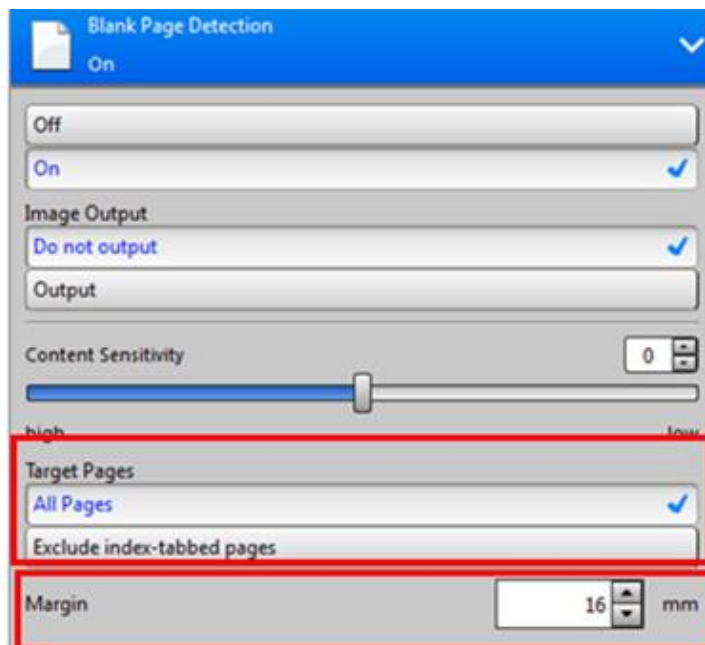 Blank Page Detection
On
Off
On
Image Output
Do not output
Output
Content Sensitivity 0
high low
Target Pages
All Pages
Exclude index-tabbed pages
Margin 16 mm